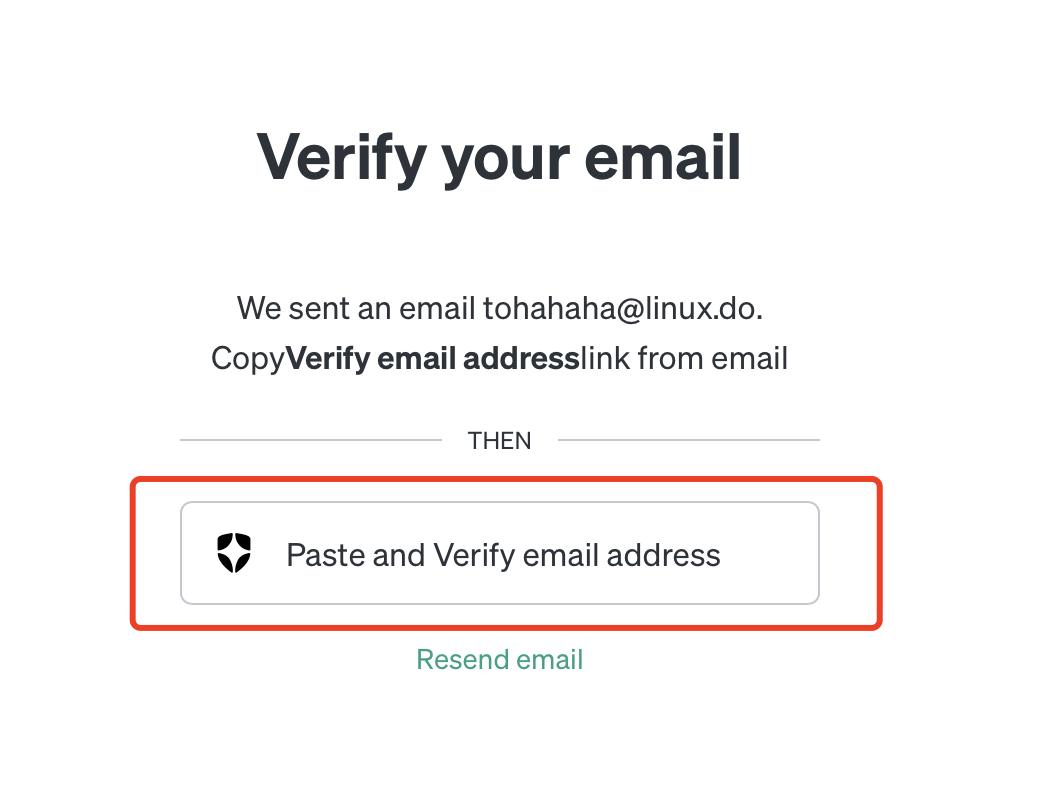 Verify your email
We sent an email tohahaha@linux.do.
CopyVerify email addresslink from email
THEN
Paste and Verify email address
Resend email